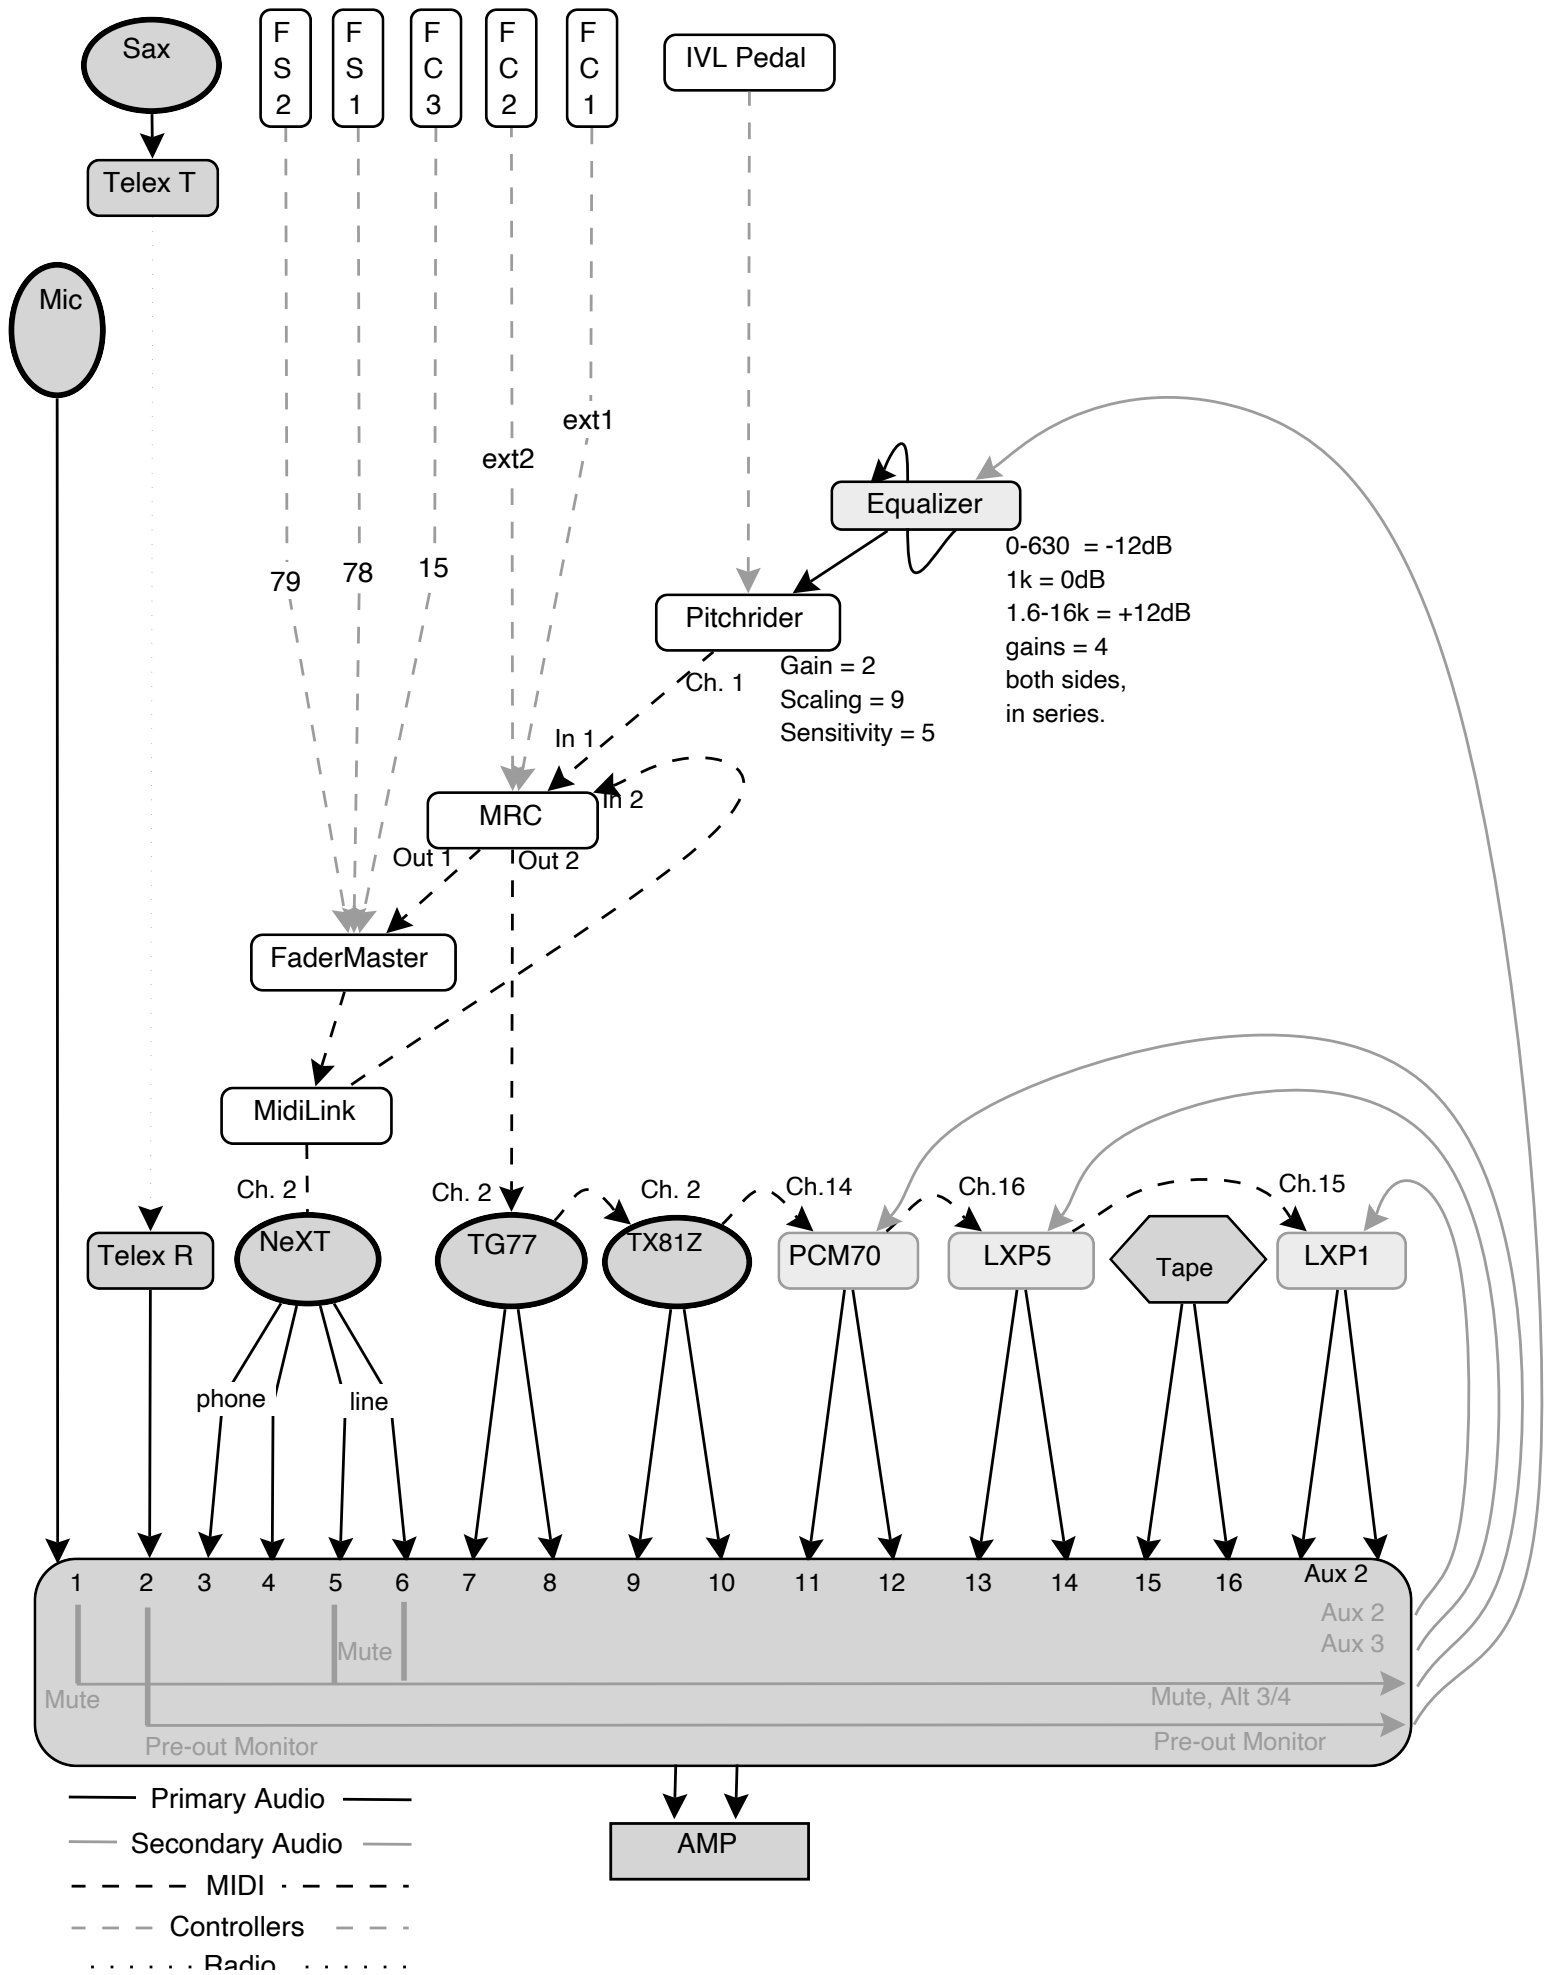 Sax
F
S
2
F
S
1
F
C
3
F
C
2
F
C
1
IVL Pedal
Telex T
Mic
ext1
ext2
Equalizer
0-630 = -12dB
1k = 0dB
1.6-16k = +12dB
gains = 4
both sides,
in series.
79
78
15
Pitchrider
Gain = 2
Scaling = 9
Sensitivity = 5
Ch. 1
In 1
In 2
MRC
Out 1
Out 2
FaderMaster
MidiLink
Ch. 2
Ch. 2
Ch. 2
Ch.14
Ch.16
Ch.15
Telex R
NeXT
TG77
TX81Z
PCM70
LXP5
Tape
LXP1
phone
line
1
2
3
4
5
6
7
8
9
10
11
12
13
14
15
16
Aux 2
Aux 2
Aux 3
Mute
Mute
Mute, Alt 3/4
Pre-out Monitor
Pre-out Monitor
Primary Audio
Secondary Audio
MIDI
Controllers
Radio
AMP